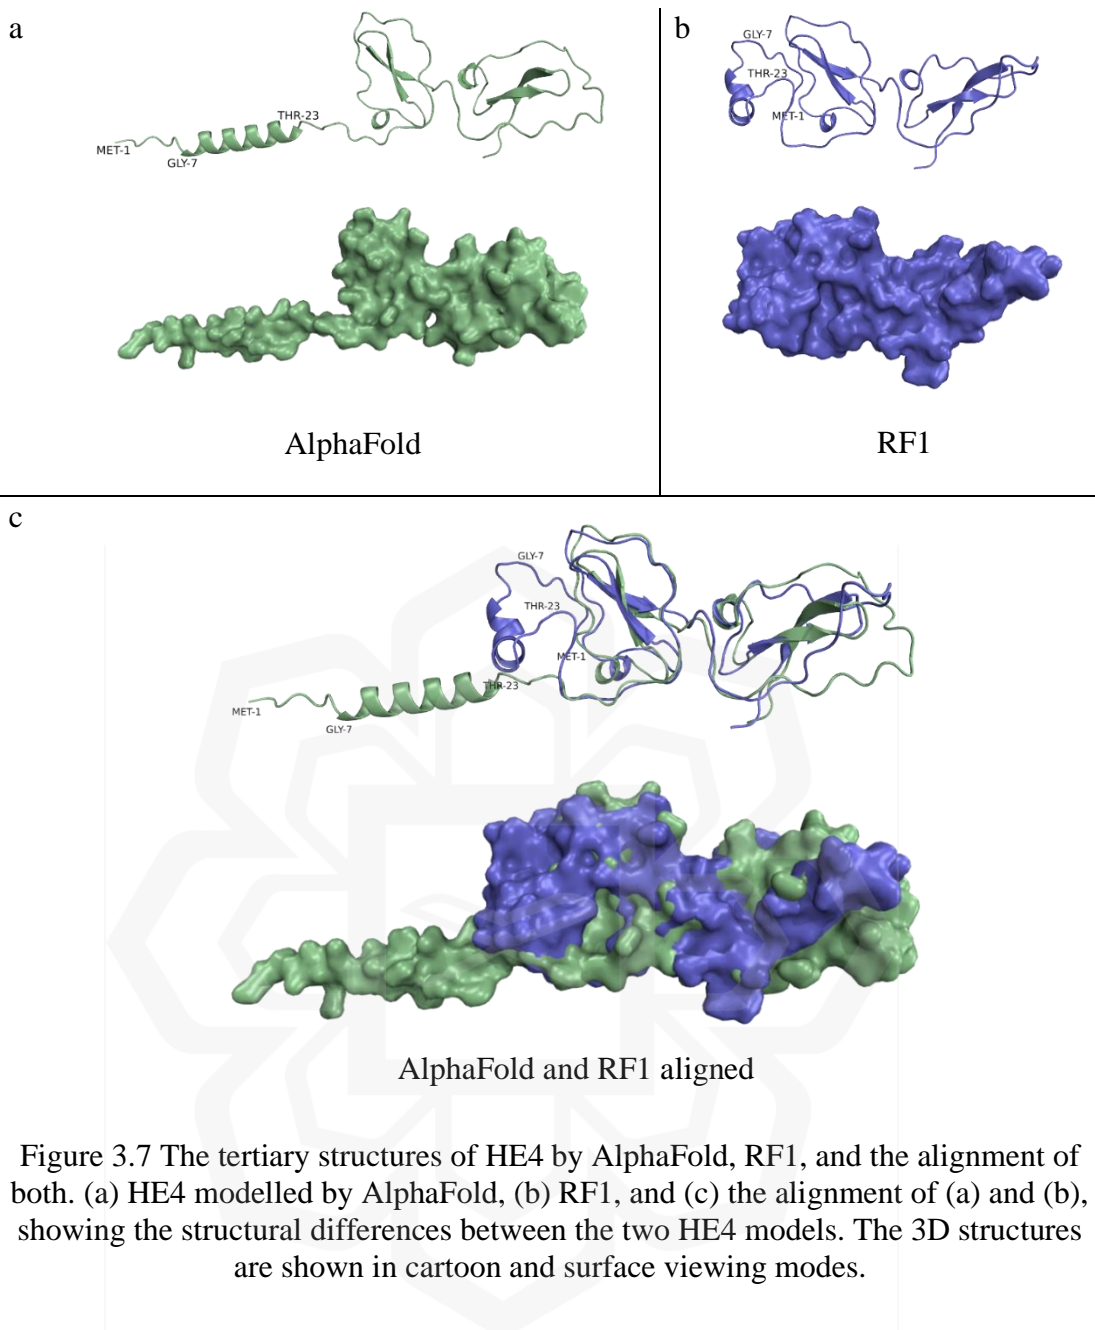 a
THR-23
MET-1
GLY-7
AlphaFold
b
GLY-7
THR-23
MET-1
RF1
c
GLY-7
THR-23
MET-1
THR-23
MET-1
GLY-7
AlphaFold and RF1 aligned
Figure 3.7 The tertiary structures of HE4 by AlphaFold, RF1, and the alignment of
both. (a) HE4 modelled by AlphaFold, (b) RF1, and (c) the alignment of (a) and (b),
showing the structural differences between the two HE4 models. The 3D structures
are shown in cartoon and surface viewing modes.